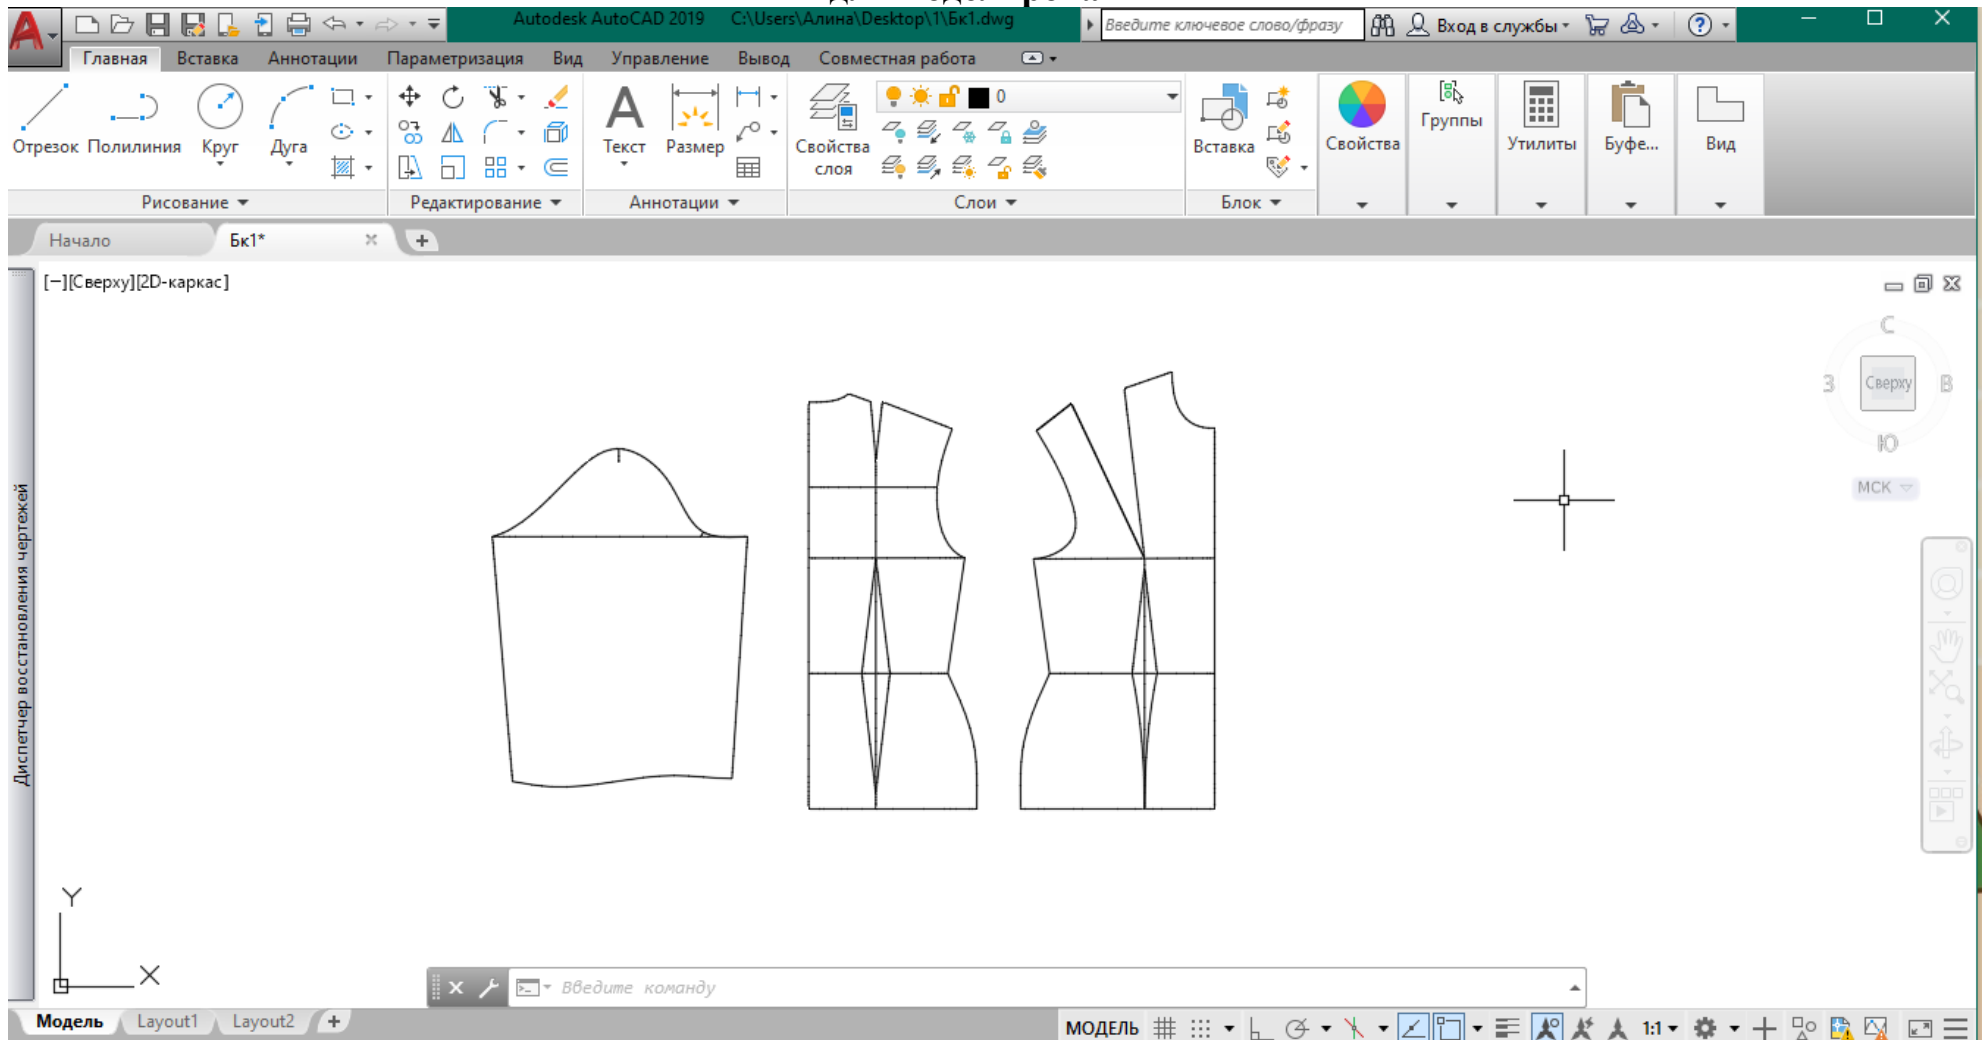 Autodesk AutoCAD 2019 C:\Users\Алина\Desktop\1\Бк1.dwg
Введите ключевое слово/фразу
Вход в службы
Главная Вставка Аннотации Параметризация Вид Управление Вывод Совместная работа
0
Отрезок Полилиния Круг Дуга
Текст Размер
Свойства слоя
Вставка
Свойства
Группы
Утилиты
Буфе...
Вид
Рисование Редактирование Аннотации Слои Блок
Начало Бк1*
[−][Сверху][2D-каркас]
С
З Сверху В
Ю
МСК
Диспетчер восстановления чертежей
Y
X
Введите команду
Модель Layout1 Layout2 +
МОДЕЛЬ 1:1